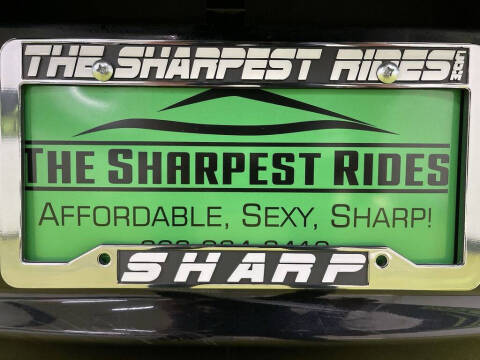 THE SHARPEST RIDES.COM
THE SHARPEST RIDES
AFFORDABLE, SEXY, SHARP!
SHARP